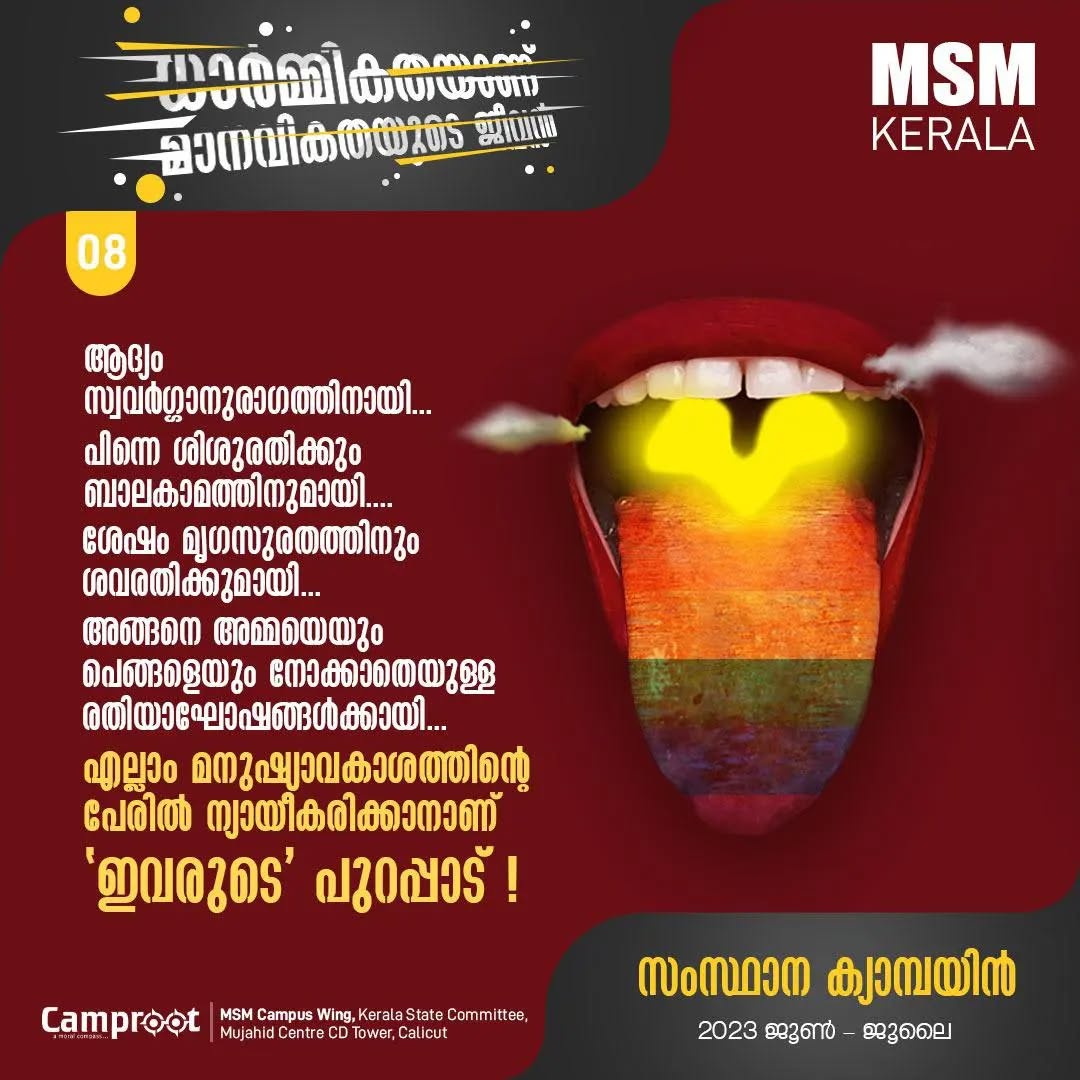 ധാർമ്മികതയാണ്
മാനവികതയുടെ ജീവൻ
MSM
KERALA
08
ആദ്യം
സ്വവർഗ്ഗാനുരാഗത്തിനായി...
പിന്നെ ശിശുരതിക്കും
ബാലകാമത്തിനുമായി....
ശേഷം മൃഗസുരതത്തിനും
ശവരതിക്കുമായി...
അങ്ങനെ അമ്മയെയും
പെങ്ങളെയും നോക്കാതെയുള്ള
രതിയാഘോഷങ്ങൾക്കായി...
എല്ലാം മനുഷ്യാവകാശത്തിന്റെ
പേരിൽ ന്യായീകരിക്കാനാണ്
‘ഇവരുടെ’ പുറപ്പാട് !
സംസ്ഥാന ക്യാമ്പയിൻ
2023 ജൂൺ – ജൂലൈ
Camproot
a moral compass...
MSM Campus Wing, Kerala State Committee,
Mujahid Centre CD Tower, Calicut